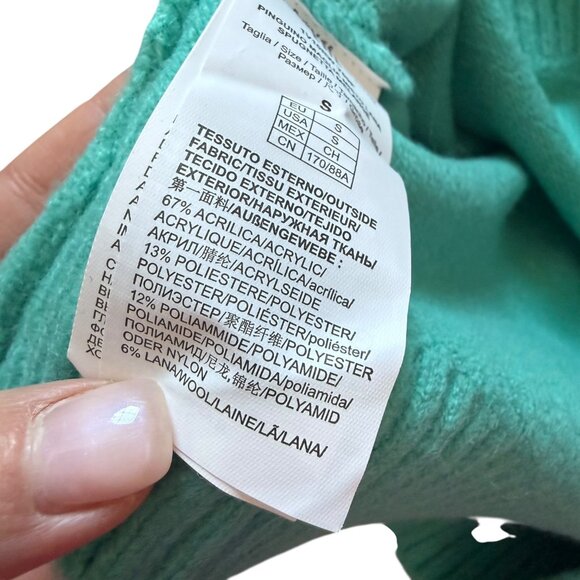 PINGUINO
SPUGNETTE
Taglia / Size / Taille /
Размер /
S
EU S
USA S
MEX CH
CN 170/88A
TESSUTO ESTERNO/OUTSIDE
FABRIC/TISSU EXTERIEUR/
TECIDO EXTERNO/TEJIDO
EXTERIOR/НАРУЖНАЯ ТКАНЬ/
第一面料/AUßENGEWEBE:
67% ACRILICA/ACRYLIC/
ACRYLIQUE/ACRÍLICA/acrílica/
АКРИЛ/腈纶/ACRYLSEIDE
13% POLIESTERE/POLYESTER/
POLYESTER/POLIÉSTER/poliéster/
ПОЛИЭСТЕР/聚酯纤维/POLYESTER
12% POLIAMMIDE/POLYAMIDE/
POLYAMIDE/POLIAMIDA/poliamida/
ПОЛИАМИД/尼龙,锦纶/POLYAMID
ODER NYLON
6% LANA/WOOL/LAINE/LÃ/LANA/